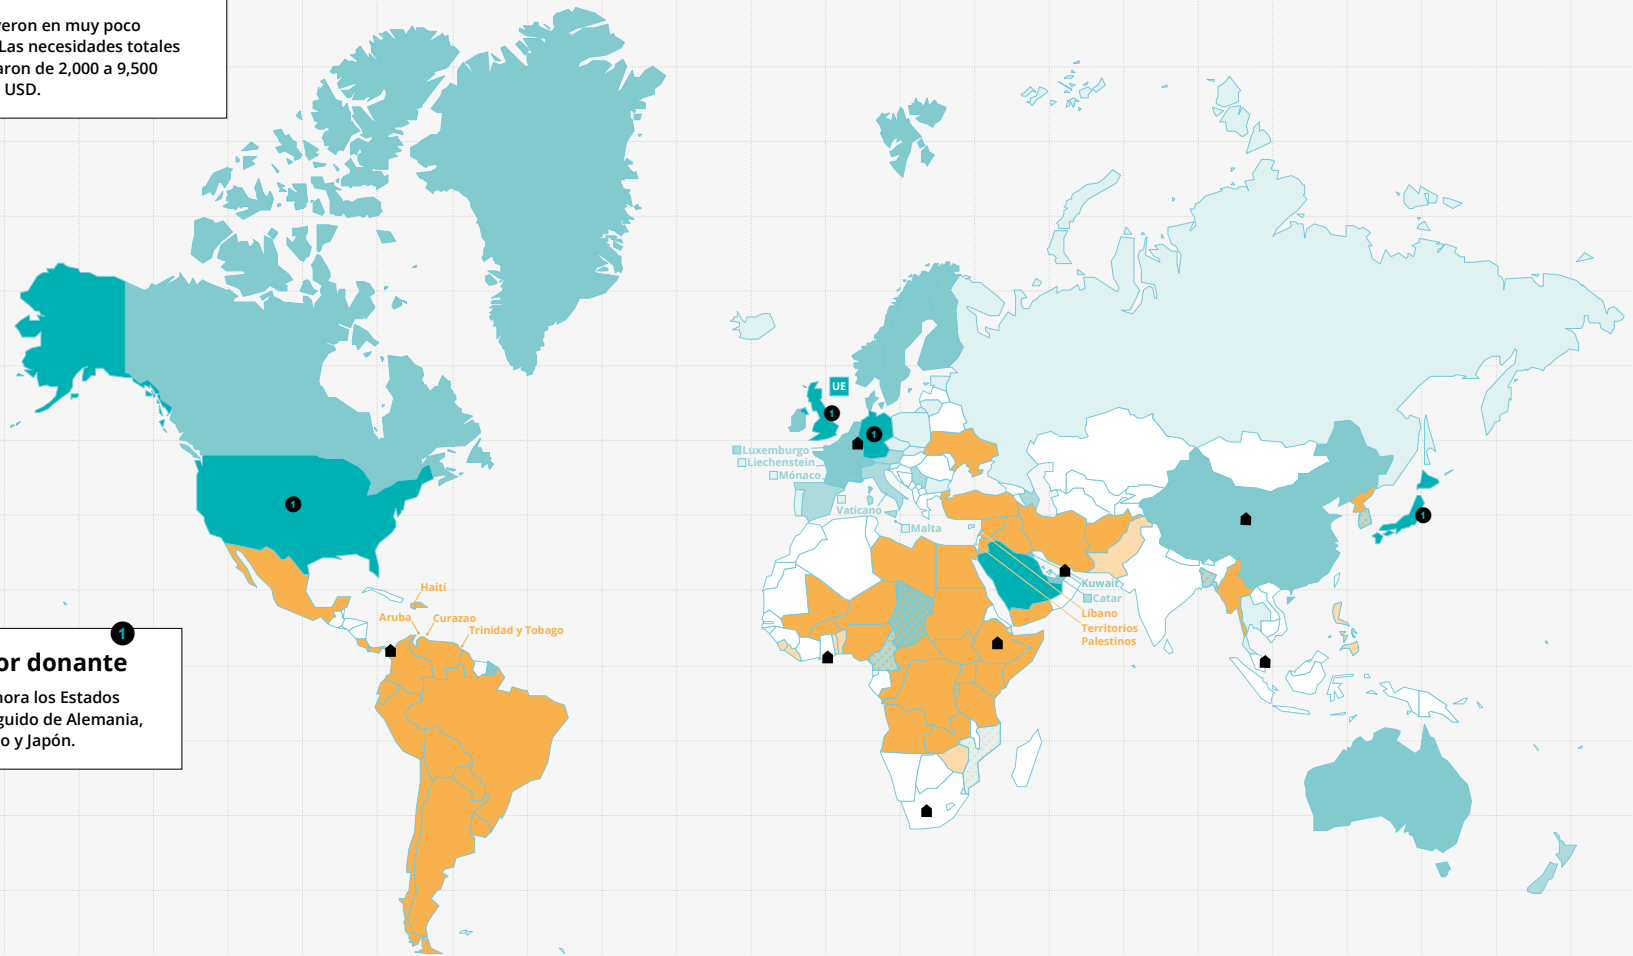 yeron en muy poco
Las necesidades totales
aron de 2,000 a 9,500
USD.
UE
1
1
Luxemburgo
Liechenstein
Mónaco
Vaticano
Malta
1
1
Haití
Aruba
Curazao
Trinidad y Tobago
Kuwait
Catar
Líbano
Territorios
Palestinos
1
or donante
hora los Estados
guido de Alemania,
o y Japón.